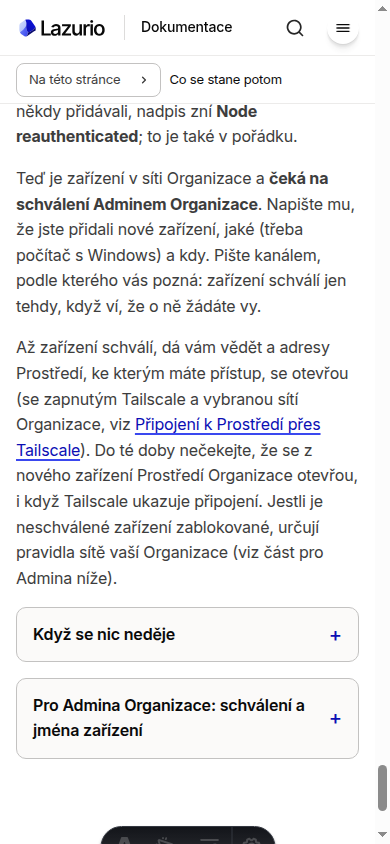 Lazurio
Dokumentace
Na této stránce
Co se stane potom
někdy přidávali, nadpis zní Node
reauthenticated; to je také v pořádku.
Teď je zařízení v síti Organizace a čeká na
schválení Adminem Organizace. Napište mu,
že jste přidali nové zařízení, jaké (třeba
počítač s Windows) a kdy. Pište kanálem,
podle kterého vás pozná: zařízení schválí jen
tehdy, když ví, že o ně žádáte vy.
Až zařízení schválí, dá vám vědět a adresy
Prostředí, ke kterým máte přístup, se otevřou
(se zapnutým Tailscale a vybranou sítí
Organizace, viz Připojení k Prostředí přes
Tailscale). Do té doby nečekejte, že se z
nového zařízení Prostředí Organizace otevřou,
i když Tailscale ukazuje připojení. Jestli je
neschválené zařízení zablokované, určují
pravidla sítě vaší Organizace (viz část pro
Admina níže).
Když se nic neděje
+
Pro Admina Organizace: schválení a
jména zařízení
+